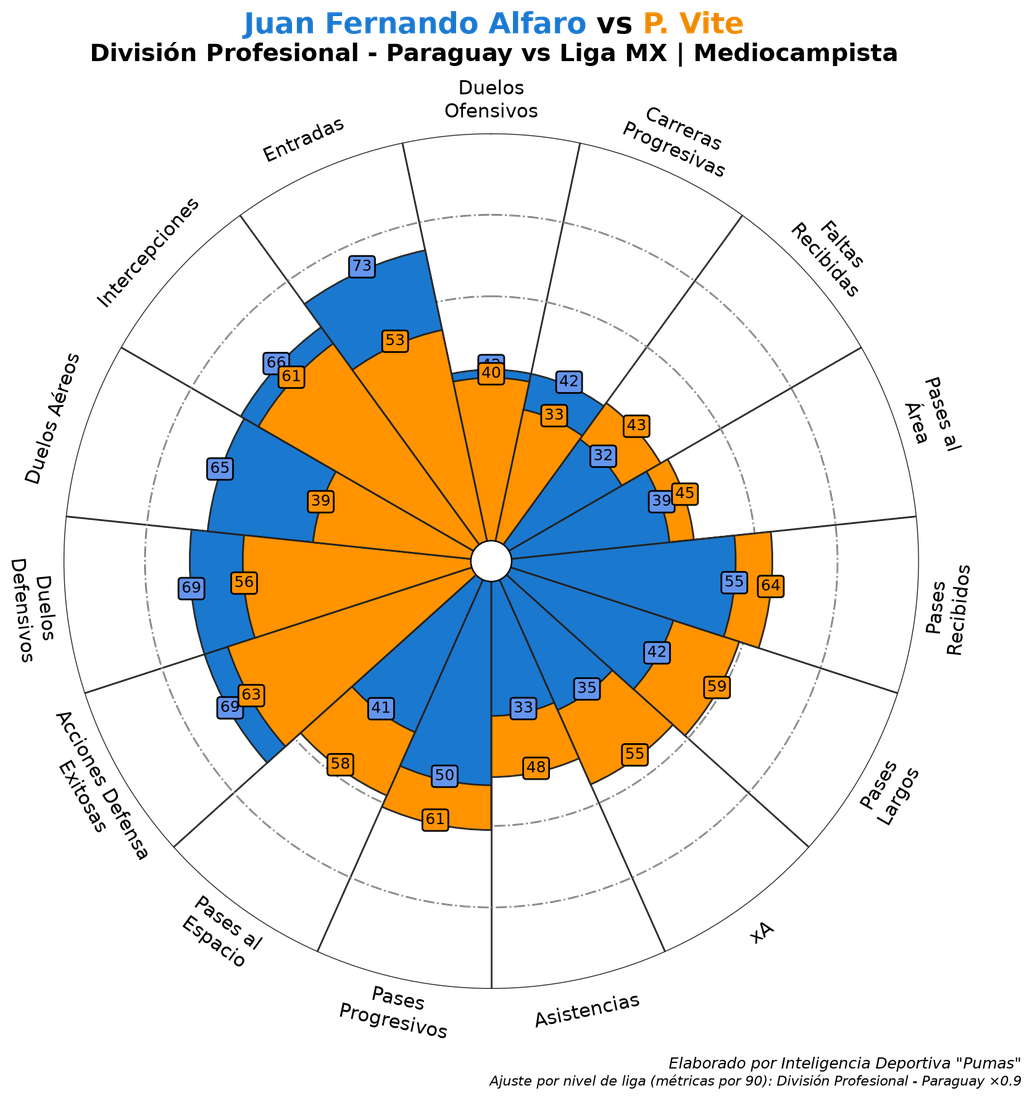 Juan Fernando Alfaro vs P. Vite
División Profesional - Paraguay vs Liga MX | Mediocampista
Duelos
Ofensivos
Carreras
Progresivas
Faltas
Recibidas
Pases al
Área
Pases
Recibidos
Pases
Largos
xA
Asistencias
Pases
Progresivos
Pases al
Espacio
Acciones Defensa
Exitosas
Duelos
Defensivos
Duelos Aéreos
Intercepciones
Entradas
42
40
42
33
32
43
39
45
55
64
42
59
35
55
33
48
50
61
41
58
69
63
69
56
65
39
66
61
73
53
Elaborado por Inteligencia Deportiva "Pumas"
Ajuste por nivel de liga (métricas por 90): División Profesional - Paraguay ×0.9